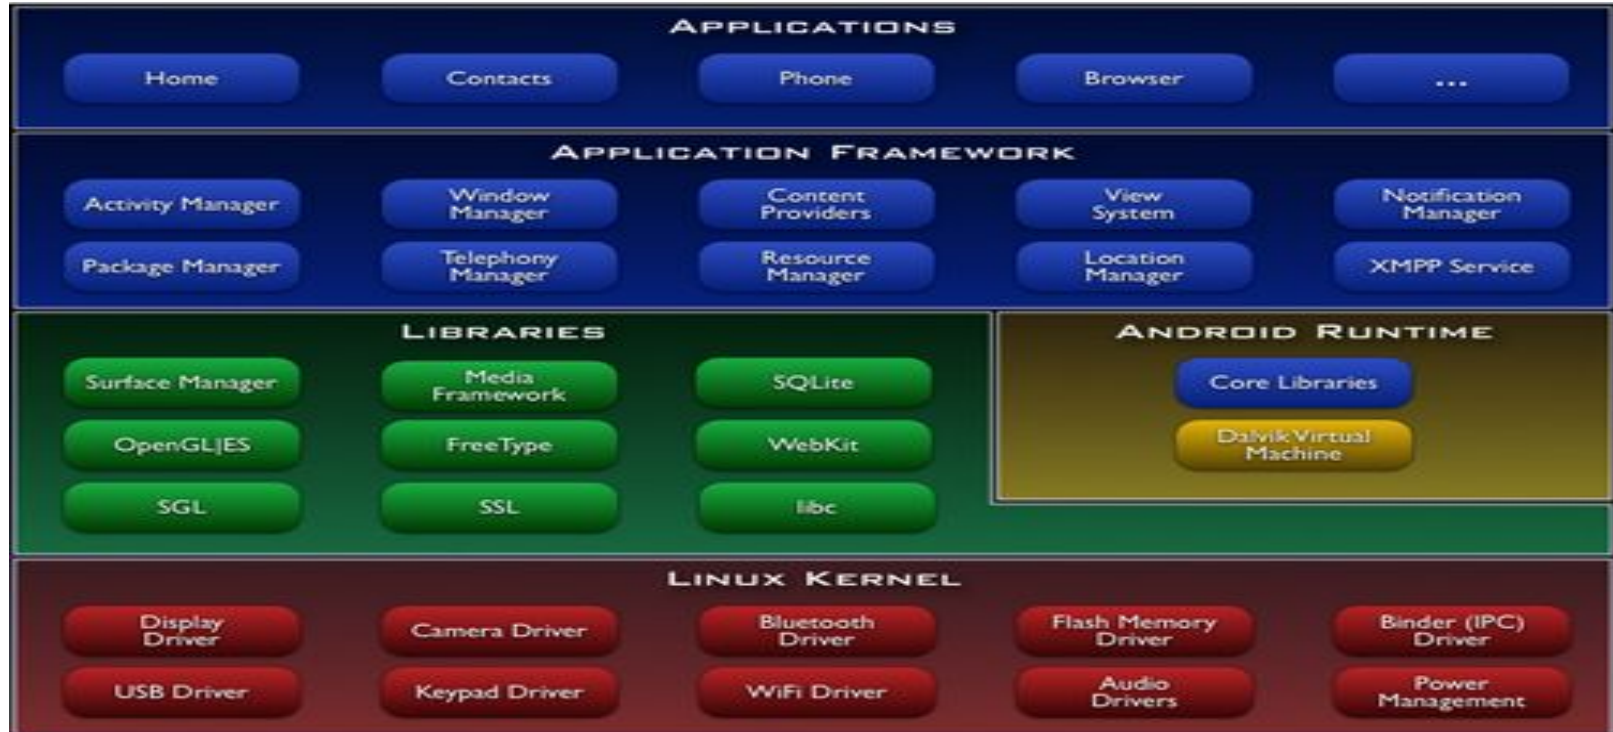 APPLICATIONS
Home
Contacts
Phone
Browser
...
APPLICATION FRAMEWORK
Activity Manager
Window
Manager
Content
Providers
View
System
Notification
Manager
Package Manager
Telephony
Manager
Resource
Manager
Location
Manager
XMPP Service
LIBRARIES
Surface Manager
Media
Framework
SQLite
OpenGL|ES
FreeType
WebKit
SGL
SSL
libc
ANDROID RUNTIME
Core Libraries
Dalvik Virtual
Machine
LINUX KERNEL
Display
Driver
Camera Driver
Bluetooth
Driver
Flash Memory
Driver
Binder (IPC)
Driver
USB Driver
Keypad Driver
WiFi Driver
Audio
Drivers
Power
Management